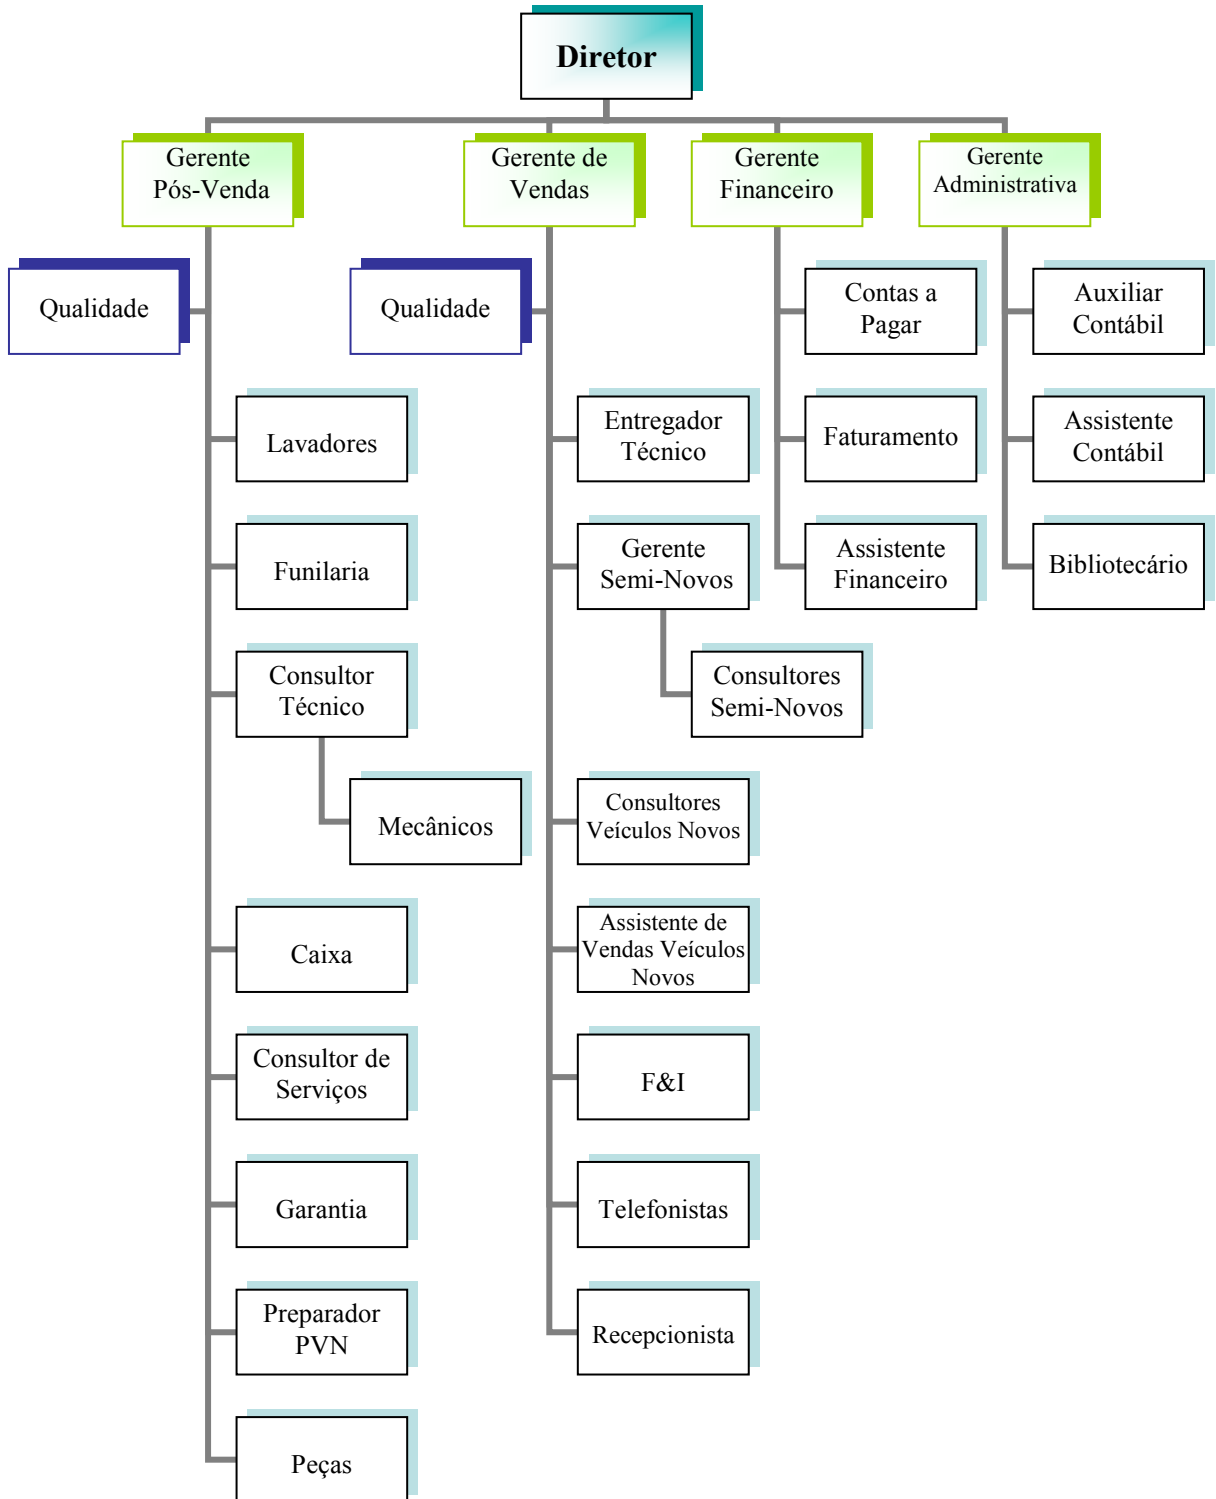 Diretor
Gerente
Pós-Venda
Gerente de
Vendas
Gerente
Financeiro
Gerente
Administrativa
Qualidade
Qualidade
Contas a
Pagar
Auxiliar
Contábil
Lavadores
Entregador
Técnico
Faturamento
Assistente
Contábil
Funilaria
Gerente
Semi-Novos
Assistente
Financeiro
Bibliotecário
Consultor
Técnico
Consultores
Semi-Novos
Mecânicos
Consultores
Veículos Novos
Caixa
Assistente de
Vendas Veículos
Novos
Consultor de
Serviços
F&I
Garantia
Telefonistas
Preparador
PVN
Recepcionista
Peças